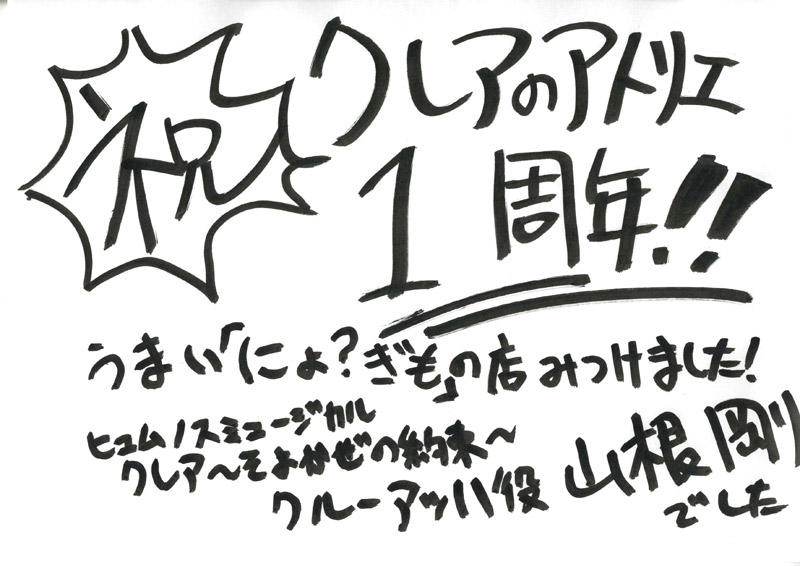 祝
クレアのアトリエ
1周年!!
うまい「にょ?ぎも」の店みつけました!
ヒュムノスミュージカル
クレア～そよかぜの約束～
クルーアッハ役 山根 剛
でした